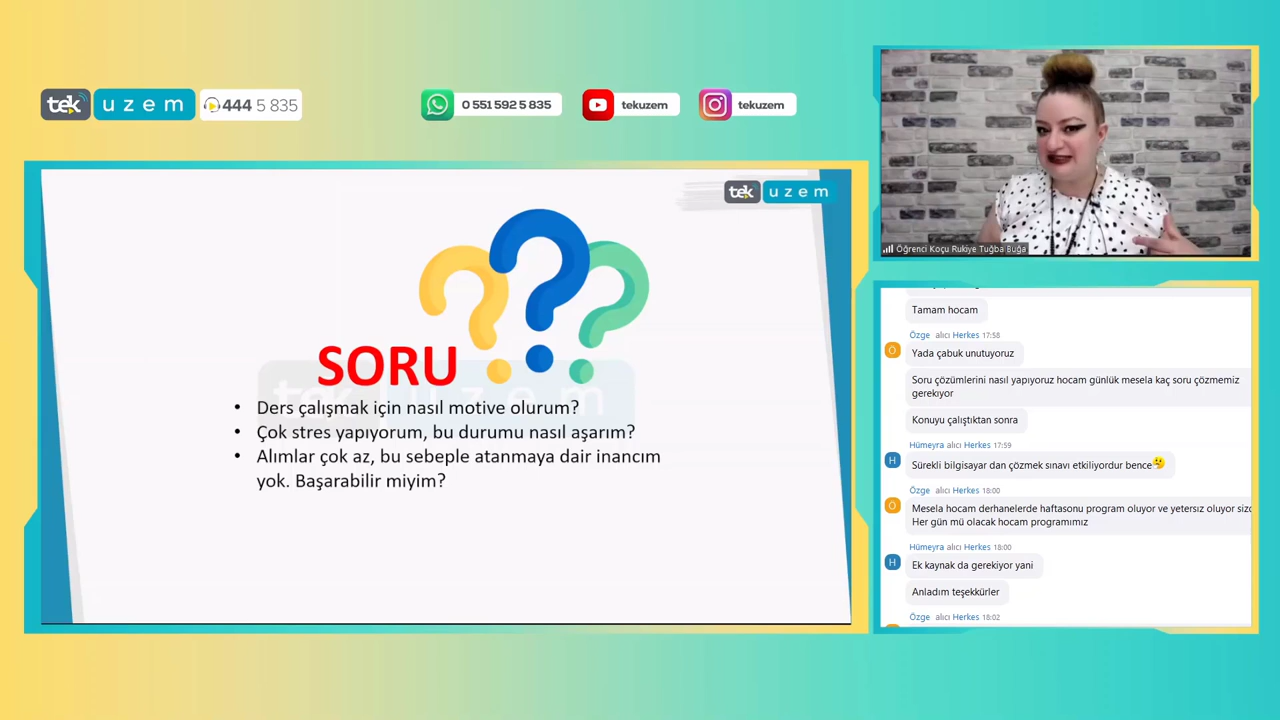 tek uzem 444 5 835
0 551 592 5 835
tekuzem
tekuzem
tek uzem
SORU
• Ders çalışmak için nasıl motive olurum?
• Çok stres yapıyorum, bu durumu nasıl aşarım?
• Alımlar çok az, bu sebeple atanmaya dair inancım
yok. Başarabilir miyim?
tek uzem
Öğrenci Koçu Rukiye Tuğba Buğa
Tamam hocam
Özge alıcı Herkes 17:58
O
Yada çabuk unutuyoruz
Soru çözümlerini nasıl yapıyoruz hocam günlük mesela kaç soru çözmemiz
gerekiyor
Konuyu çalıştıktan sonra
Hümeyra alıcı Herkes 17:59
H
Sürekli bilgisayar dan çözmek sınavı etkiliyordur bence🤔
Özge alıcı Herkes 18:00
O
Mesela hocam derhanelerde haftasonu program oluyor ve yetersız oluyor
Her gün mü olacak hocam programımız
Hümeyra alıcı Herkes 18:00
H
Ek kaynak da gerekiyor yani
Anladım teşekkürler
Özge alıcı Herkes 18:02